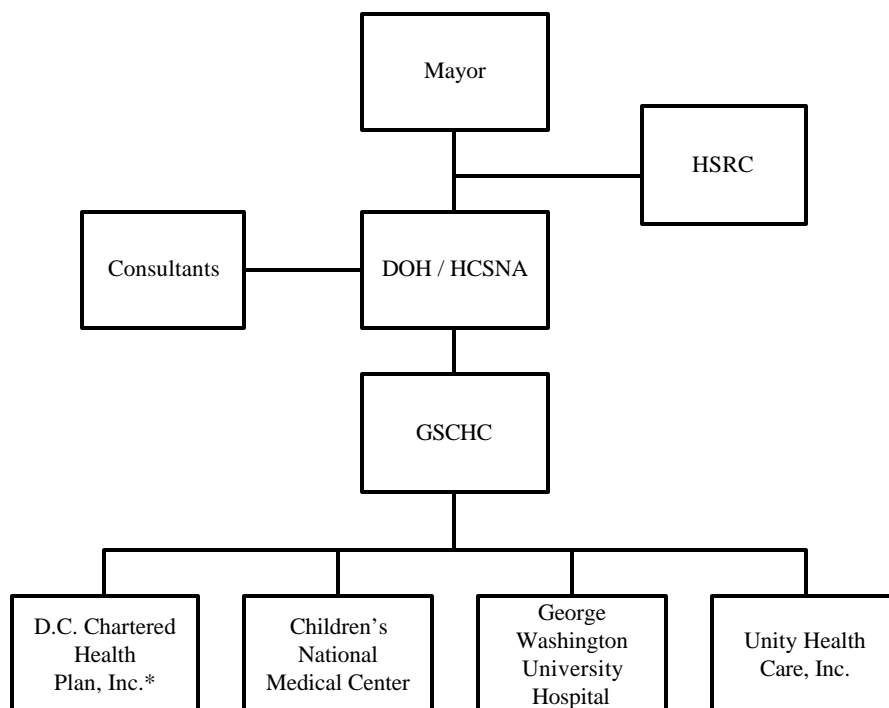 Mayor
HSRC
Consultants
DOH / HCSNA
GSCHC
D.C. Chartered
Health
Plan, Inc.*
Children’s
National
Medical Center
George
Washington
University
Hospital
Unity Health
Care, Inc.